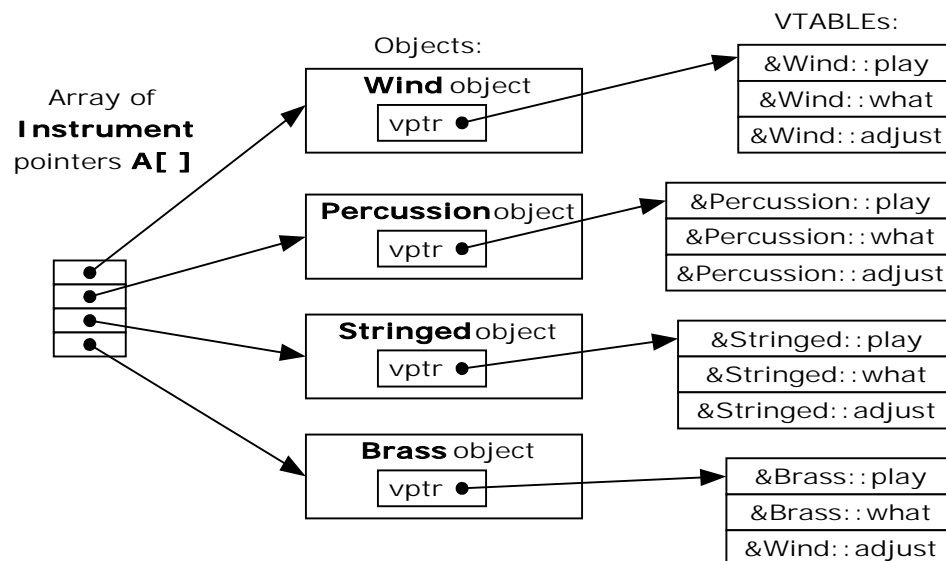 VTABLEs:
Objects:
Array of
Instrument
pointers A[ ]
Wind object
vptr
&Wind::play
&Wind::what
&Wind::adjust
Percussion object
vptr
&Percussion::play
&Percussion::what
&Percussion::adjust
Stringed object
vptr
&Stringed::play
&Stringed::what
&Stringed::adjust
Brass object
vptr
&Brass::play
&Brass::what
&Wind::adjust